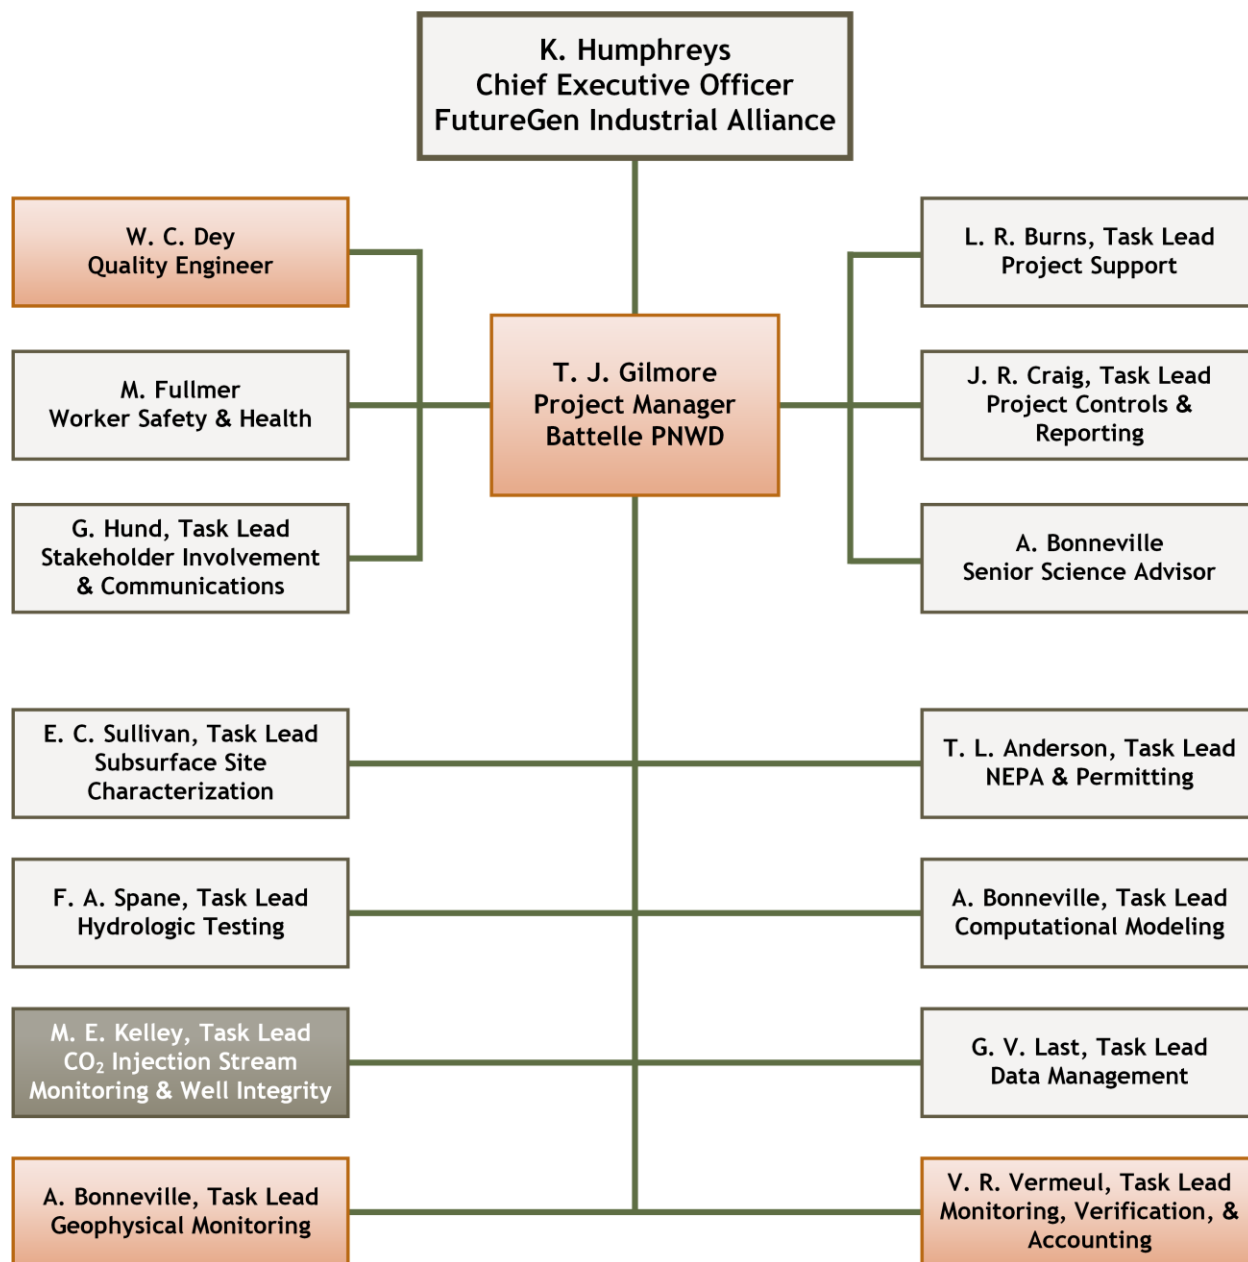 K. Humphreys
Chief Executive Officer
FutureGen Industrial Alliance
W. C. Dey
Quality Engineer
L. R. Burns, Task Lead
Project Support
M. Fullmer
Worker Safety & Health
T. J. Gilmore
Project Manager
Battelle PNWD
J. R. Craig, Task Lead
Project Controls &
Reporting
G. Hund, Task Lead
Stakeholder Involvement
& Communications
A. Bonneville
Senior Science Advisor
E. C. Sullivan, Task Lead
Subsurface Site
Characterization
T. L. Anderson, Task Lead
NEPA & Permitting
F. A. Spane, Task Lead
Hydrologic Testing
A. Bonneville, Task Lead
Computational Modeling
M. E. Kelley, Task Lead
CO₂ Injection Stream
Monitoring & Well Integrity
G. V. Last, Task Lead
Data Management
A. Bonneville, Task Lead
Geophysical Monitoring
V. R. Vermeul, Task Lead
Monitoring, Verification, &
Accounting